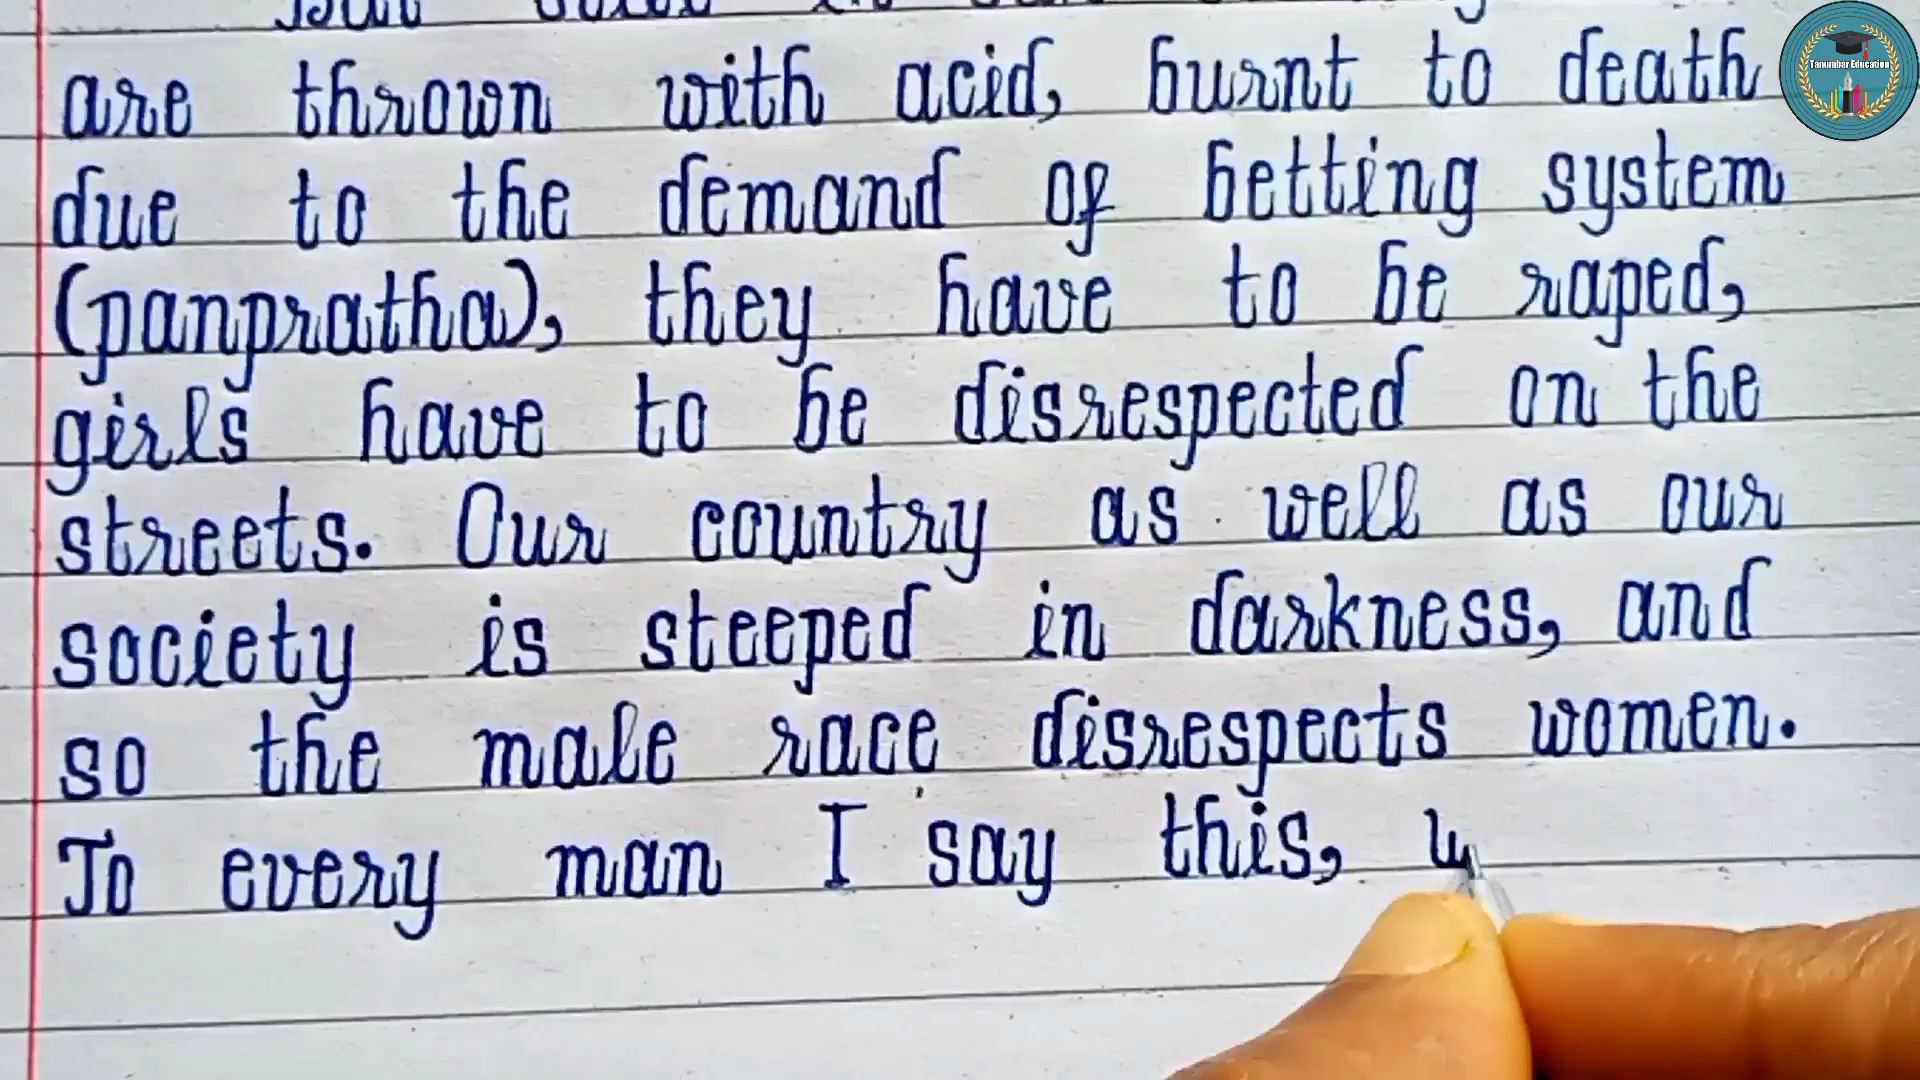 are thrown with acid, burnt to death
due to the demand of betting system
(panpratha), they have to be raped,
girls have to be disrespected on the
streets. Our country as well as our
society is steeped in darkness, and
so the male race disrespects women.
To every man I say this,
Tanumbar Education